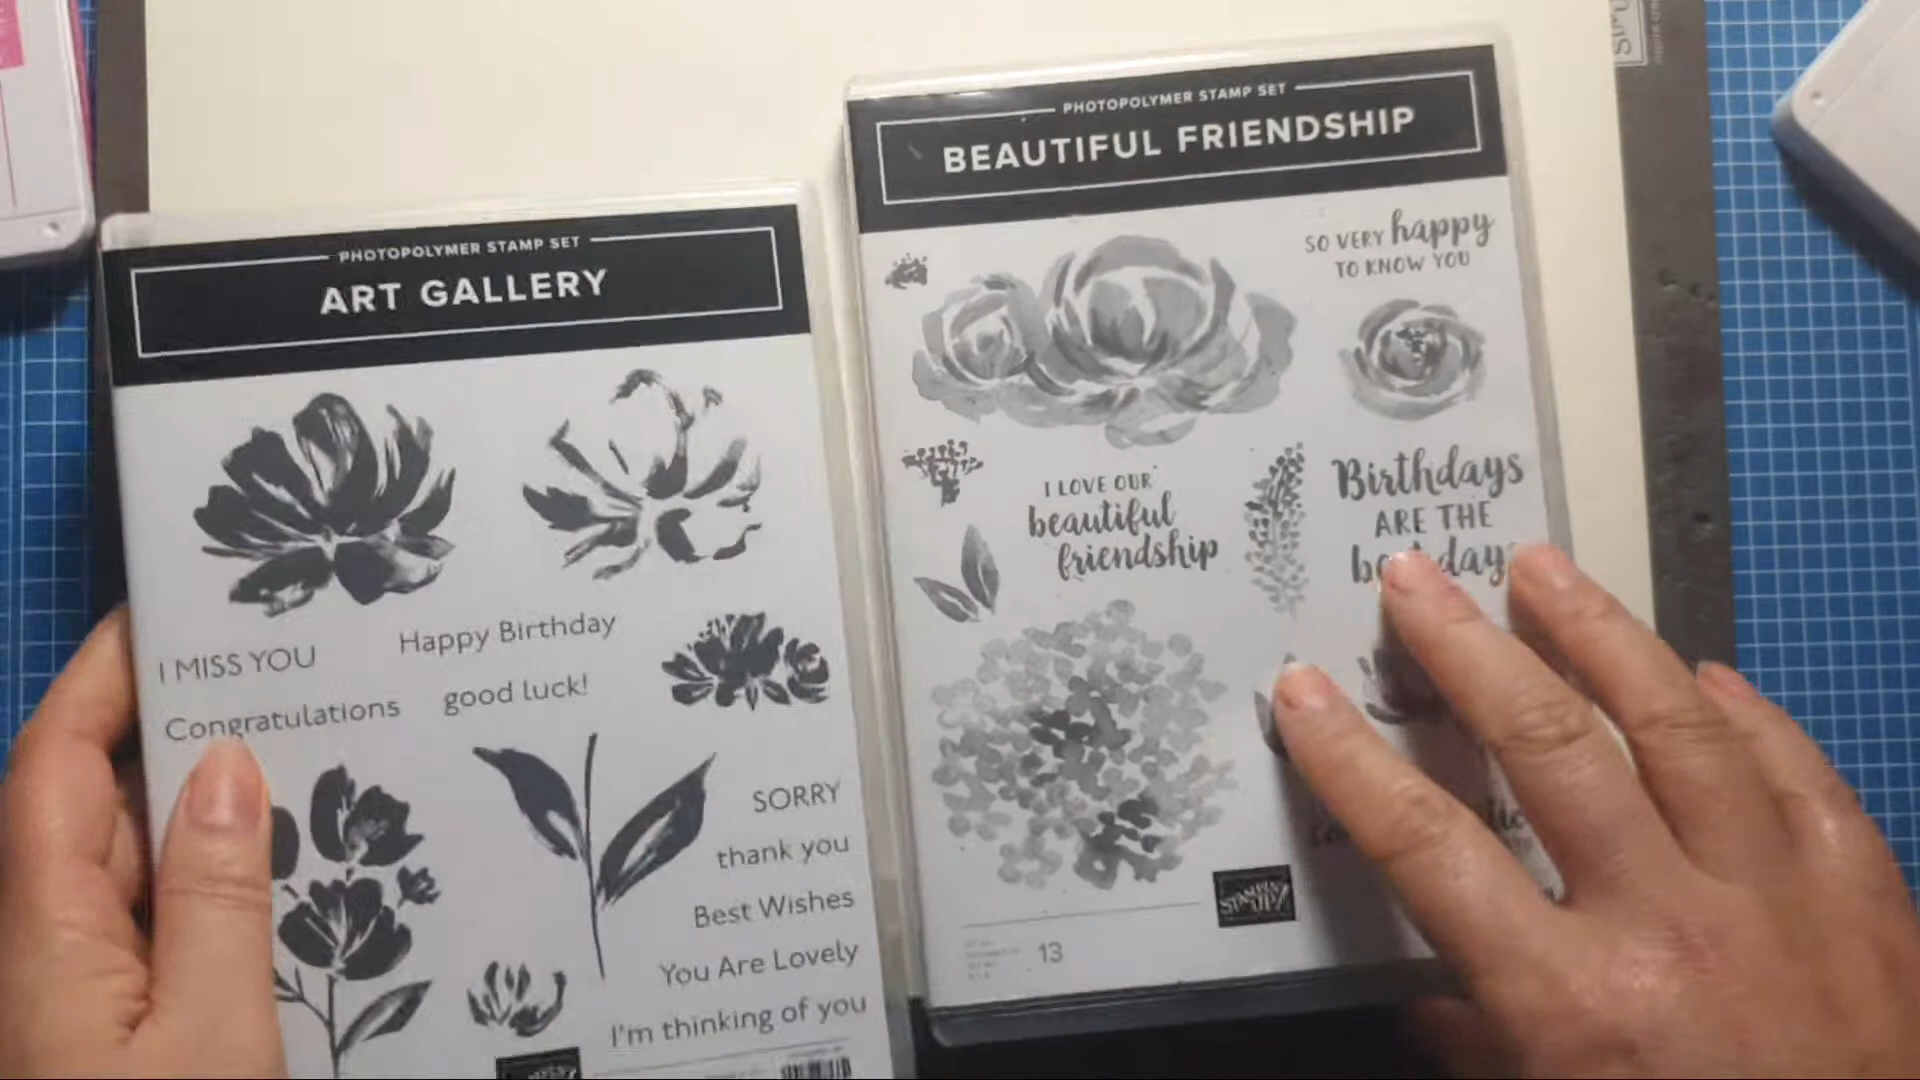 PHOTOPOLYMER STAMP SET
ART GALLERY
I MISS YOU
Happy Birthday
Congratulations
good luck!
SORRY
thank you
Best Wishes
You Are Lovely
I'm thinking of you
PHOTOPOLYMER STAMP SET
BEAUTIFUL FRIENDSHIP
SO VERY happy
TO KNOW YOU
I LOVE OUR
beautiful
friendship
Birthdays
ARE THE
STAMPIN'
UP!
13